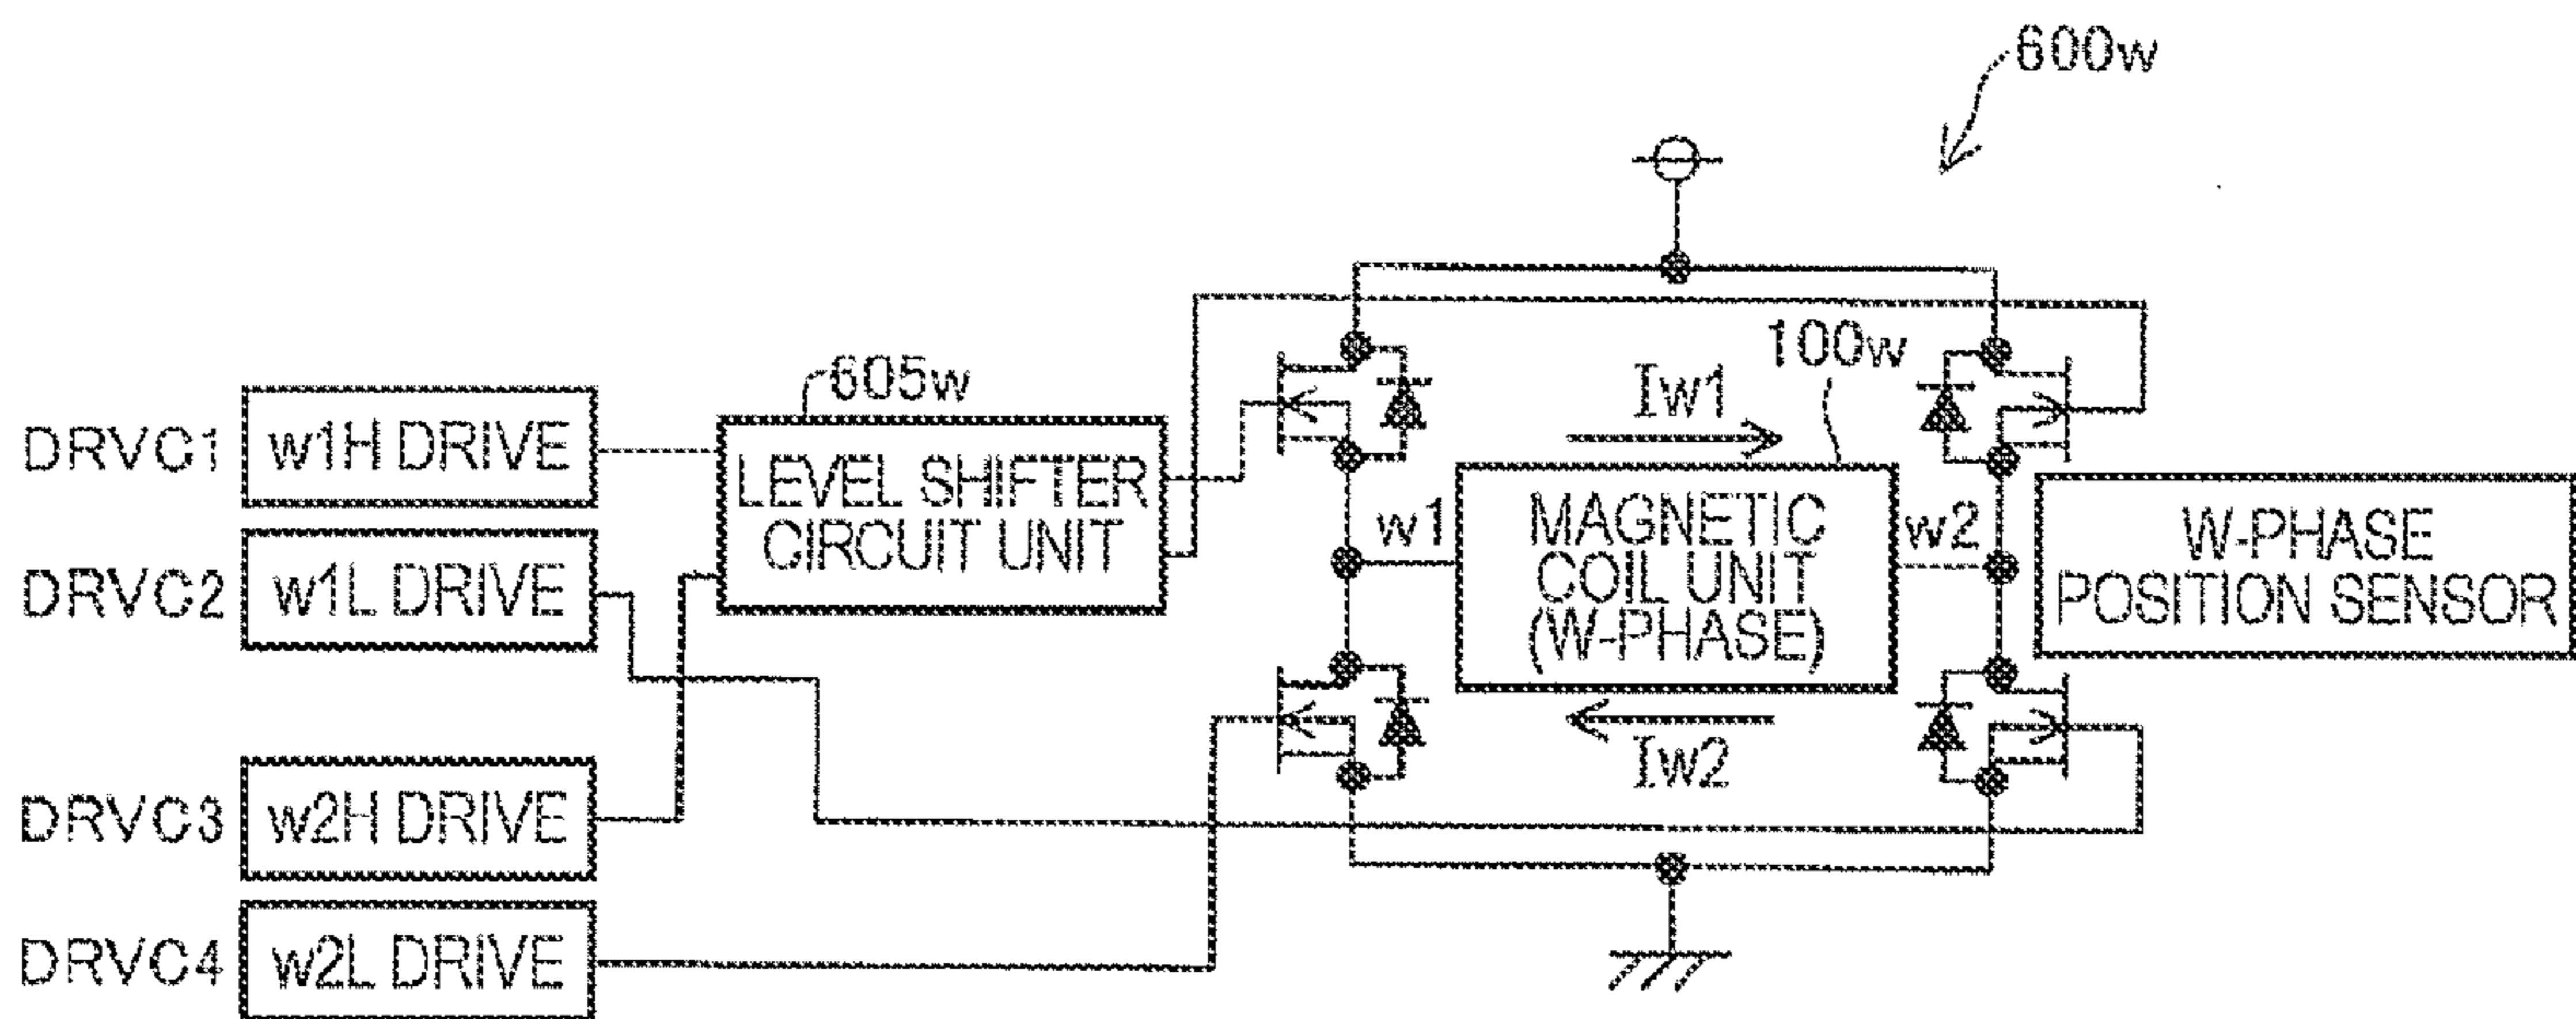 600w
605w
100w
Iw1
DRVC1 w1H DRIVE
LEVEL SHIFTER
CIRCUIT UNIT
w1
MAGNETIC
COIL UNIT
(W-PHASE)
w2
W-PHASE
POSITION SENSOR
DRVC2 w1L DRIVE
Iw2
DRVC3 w2H DRIVE
DRVC4 w2L DRIVE